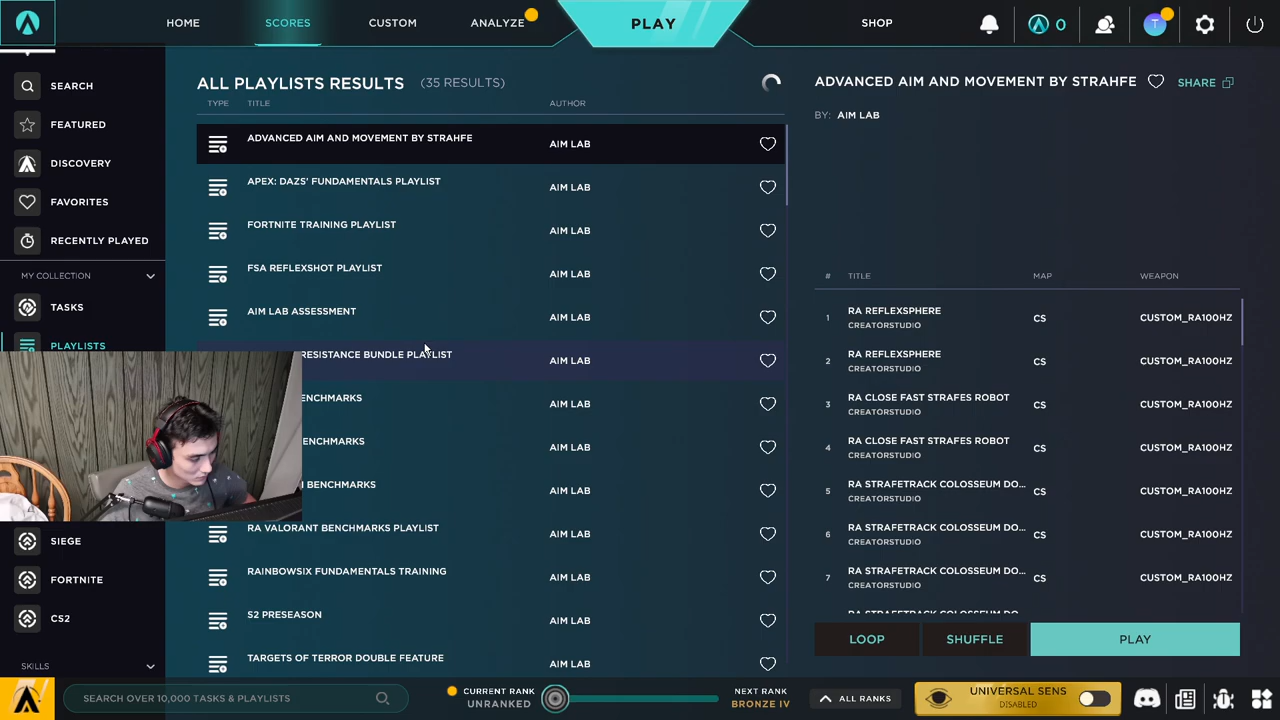 HOME
SCORES
CUSTOM
ANALYZE
PLAY
SHOP
0
T
SEARCH
FEATURED
DISCOVERY
FAVORITES
RECENTLY PLAYED
MY COLLECTION
TASKS
PLAYLISTS
SIEGE
FORTNITE
CS2
SKILLS
ALL PLAYLISTS RESULTS (35 RESULTS)
TYPE TITLE AUTHOR
ADVANCED AIM AND MOVEMENT BY STRAHFE AIM LAB
APEX: DAZS' FUNDAMENTALS PLAYLIST AIM LAB
FORTNITE TRAINING PLAYLIST AIM LAB
FSA REFLEXSHOT PLAYLIST AIM LAB
AIM LAB ASSESSMENT AIM LAB
RESISTANCE BUNDLE PLAYLIST AIM LAB
ENCHMARKS AIM LAB
ENCHMARKS AIM LAB
BENCHMARKS AIM LAB
RA VALORANT BENCHMARKS PLAYLIST AIM LAB
RAINBOWSIX FUNDAMENTALS TRAINING AIM LAB
S2 PRESEASON AIM LAB
TARGETS OF TERROR DOUBLE FEATURE AIM LAB
ADVANCED AIM AND MOVEMENT BY STRAHFE
SHARE
BY: AIM LAB
# TITLE MAP WEAPON
1 RA REFLEXSPHERE CS CUSTOM_RA100HZ
CREATORSTUDIO
2 RA REFLEXSPHERE CS CUSTOM_RA100HZ
CREATORSTUDIO
3 RA CLOSE FAST STRAFES ROBOT CS CUSTOM_RA100HZ
CREATORSTUDIO
4 RA CLOSE FAST STRAFES ROBOT CS CUSTOM_RA100HZ
CREATORSTUDIO
5 RA STRAFETRACK COLOSSEUM DO... CS CUSTOM_RA100HZ
CREATORSTUDIO
6 RA STRAFETRACK COLOSSEUM DO... CS CUSTOM_RA100HZ
CREATORSTUDIO
7 RA STRAFETRACK COLOSSEUM DO... CS CUSTOM_RA100HZ
CREATORSTUDIO
RA STRAFETRACK COLOSSEUM DO...
LOOP
SHUFFLE
PLAY
SEARCH OVER 10,000 TASKS & PLAYLISTS
CURRENT RANK
UNRANKED
NEXT RANK
BRONZE IV
ALL RANKS
UNIVERSAL SENS
DISABLED